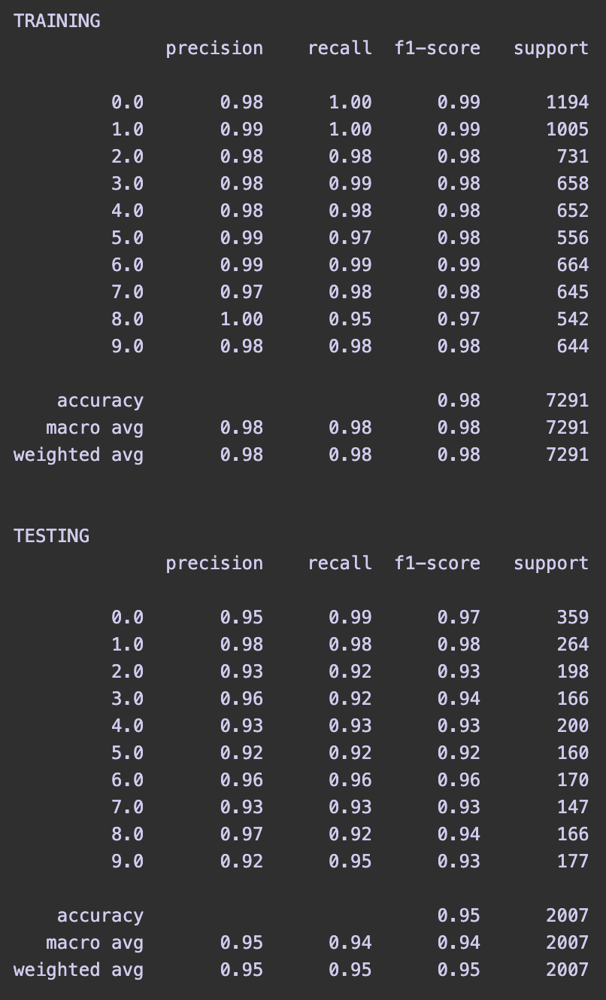 TRAINING
precision recall f1-score support
0.0 0.98 1.00 0.99 1194
1.0 0.99 1.00 0.99 1005
2.0 0.98 0.98 0.98 731
3.0 0.98 0.99 0.98 658
4.0 0.98 0.98 0.98 652
5.0 0.99 0.97 0.98 556
6.0 0.99 0.99 0.99 664
7.0 0.97 0.98 0.98 645
8.0 1.00 0.95 0.97 542
9.0 0.98 0.98 0.98 644
accuracy 0.98 7291
macro avg 0.98 0.98 0.98 7291
weighted avg 0.98 0.98 0.98 7291
TESTING
precision recall f1-score support
0.0 0.95 0.99 0.97 359
1.0 0.98 0.98 0.98 264
2.0 0.93 0.92 0.93 198
3.0 0.96 0.92 0.94 166
4.0 0.93 0.93 0.93 200
5.0 0.92 0.92 0.92 160
6.0 0.96 0.96 0.96 170
7.0 0.93 0.93 0.93 147
8.0 0.97 0.92 0.94 166
9.0 0.92 0.95 0.93 177
accuracy 0.95 2007
macro avg 0.95 0.94 0.94 2007
weighted avg 0.95 0.95 0.95 2007